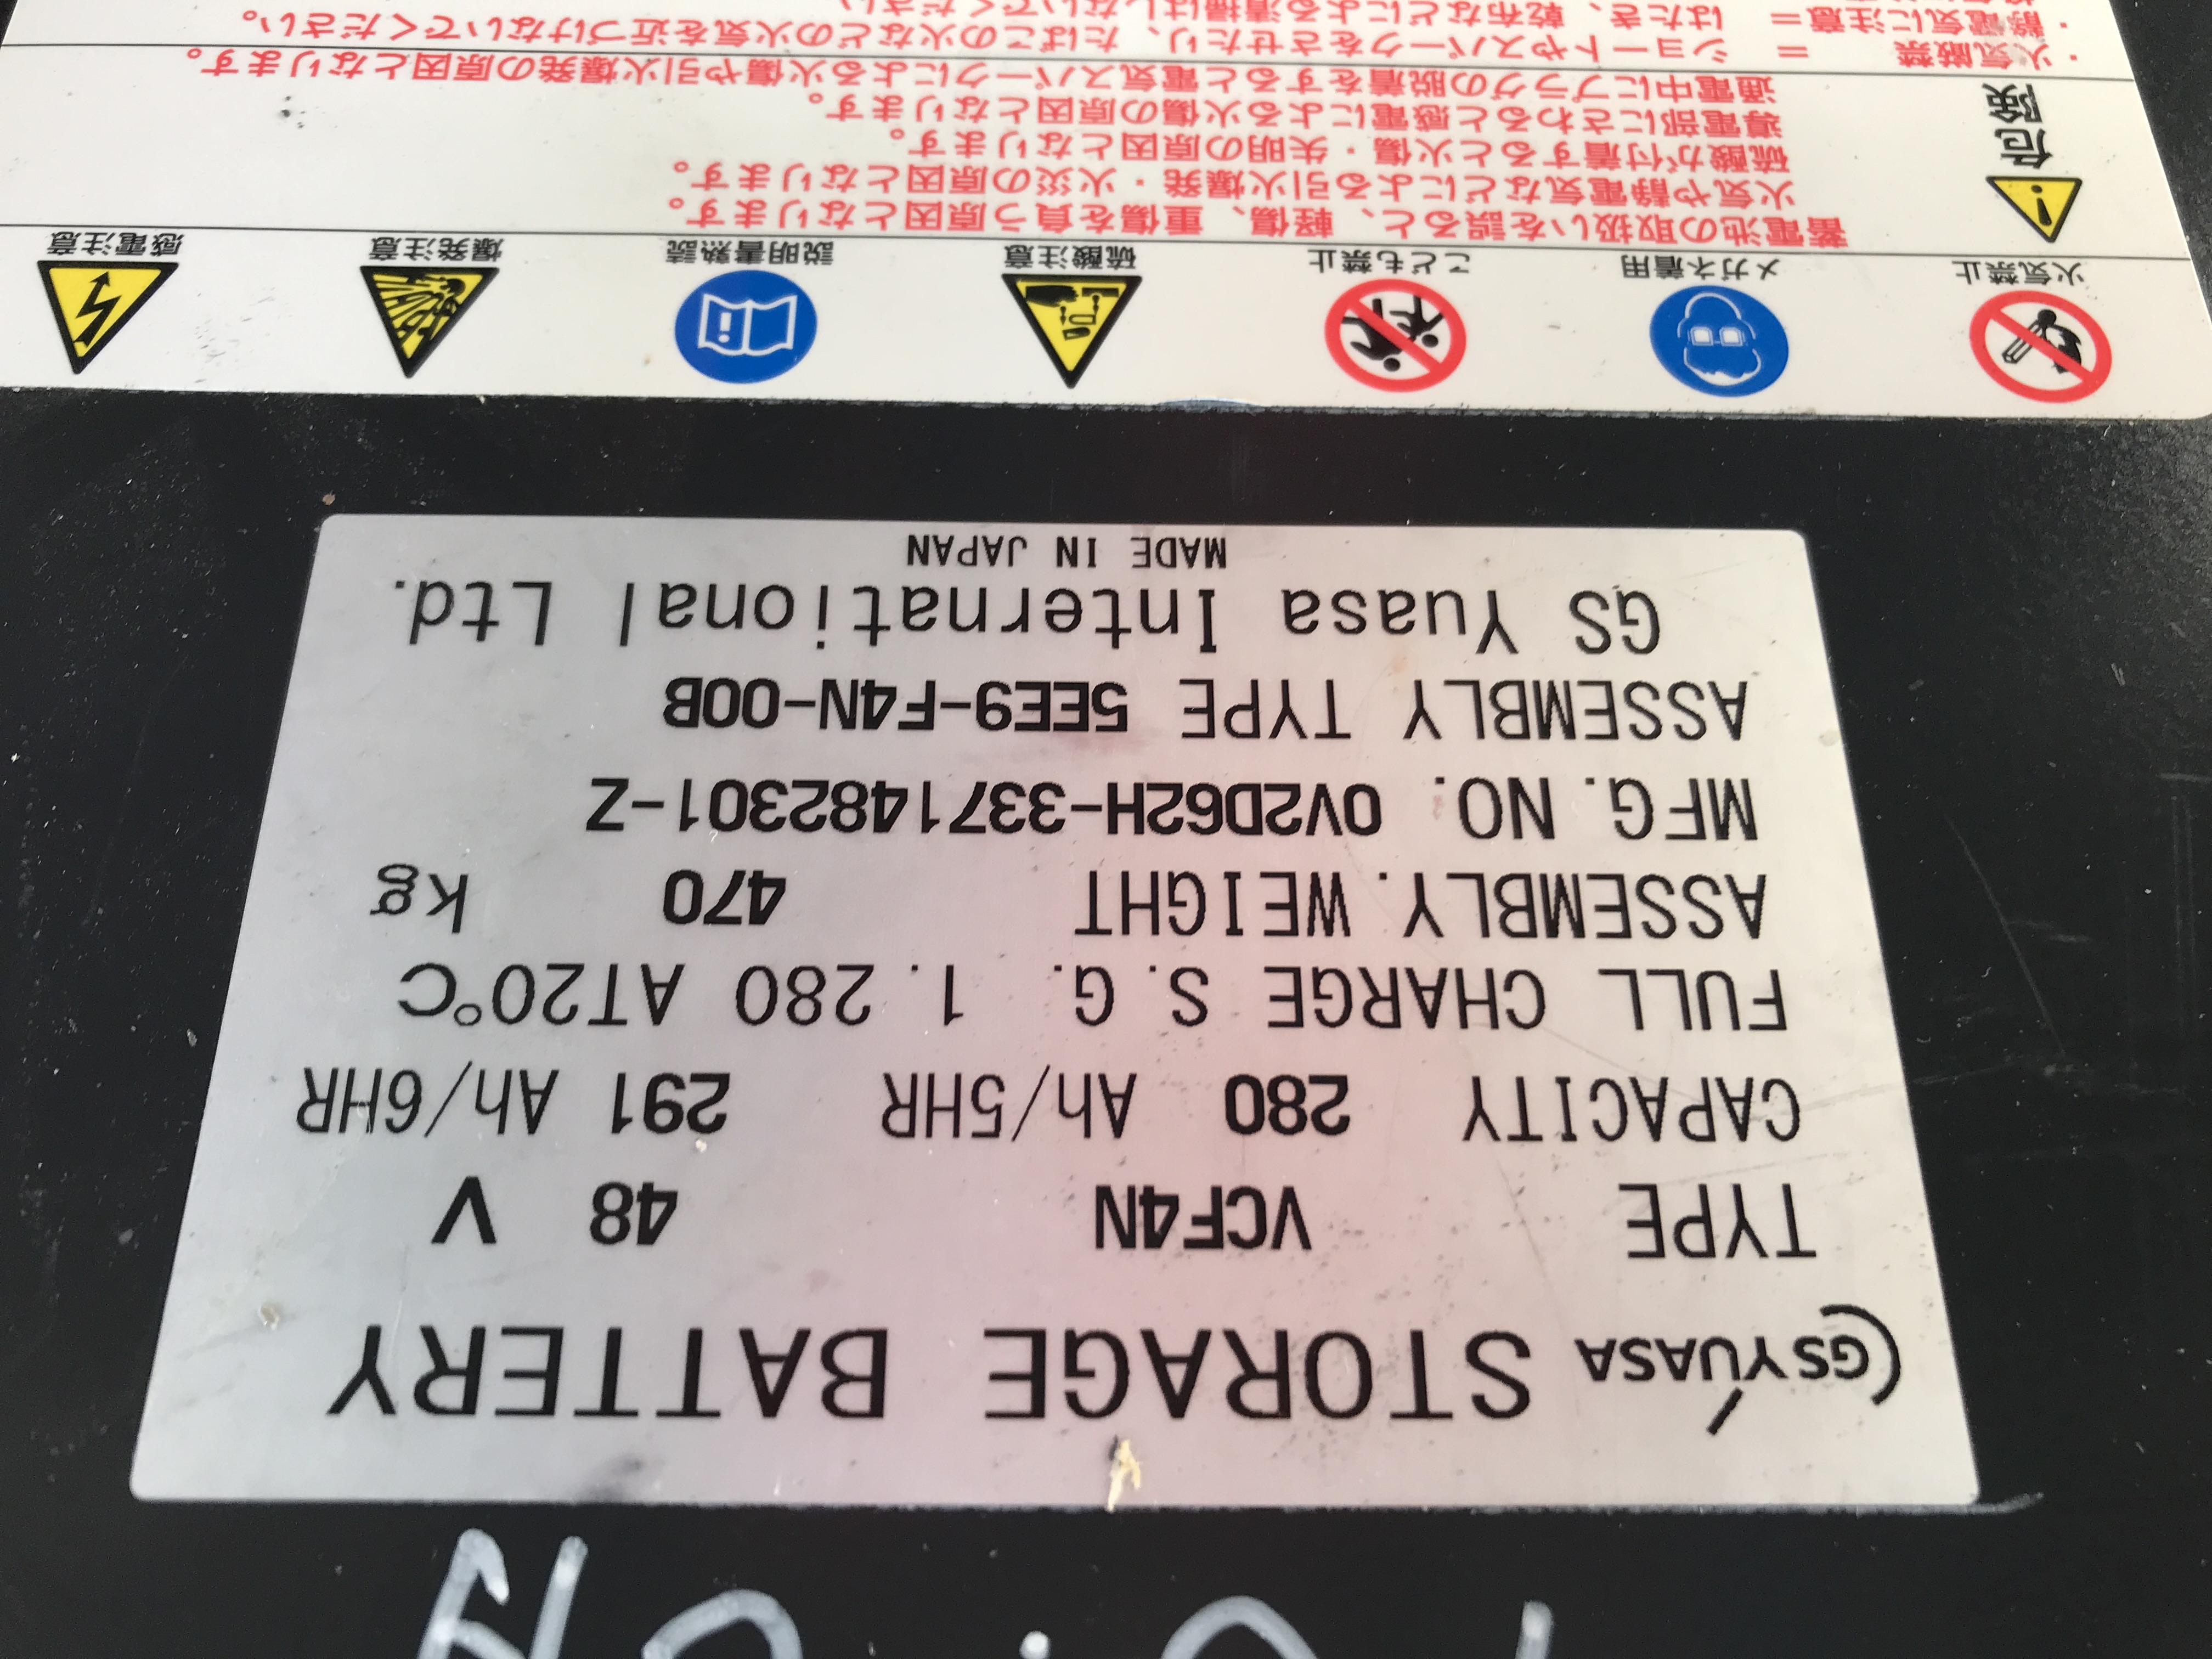 GS YUASA STORAGE BATTERY
TYPE VCF4N 48 V
CAPACITY 280 Ah/5HR 291 Ah/6HR
FULL CHARGE S.G. 1.280 AT20°C
ASSEMBLY.WEIGHT 470 kg
MFG.NO. 0V2D62H-3371482301-Z
ASSEMBLY TYPE 5EE9-F4N-00B
GS Yuasa International Ltd.
MADE IN JAPAN
火気禁止 メガネ着用 こども禁止 硫酸注意 説明書熟読 爆発注意 感電注意
危険
蓄電池の取扱いを誤ると、軽傷、重傷を負う原因となります。
火気や静電気などによる引火爆発・火災の原因となります。
硫酸が付着すると火傷・失明の原因となります。
導電部にさわると感電による火傷の原因となります。
通電中にプラグの脱着をすると電気スパークによる火傷や引火爆発の原因となります。
・火気厳禁 = ショートやスパークをさせたり、たばこの火などの火気を近づけないでください。
・静電気に注意= はたき、乾布などによる清掃はしないでください